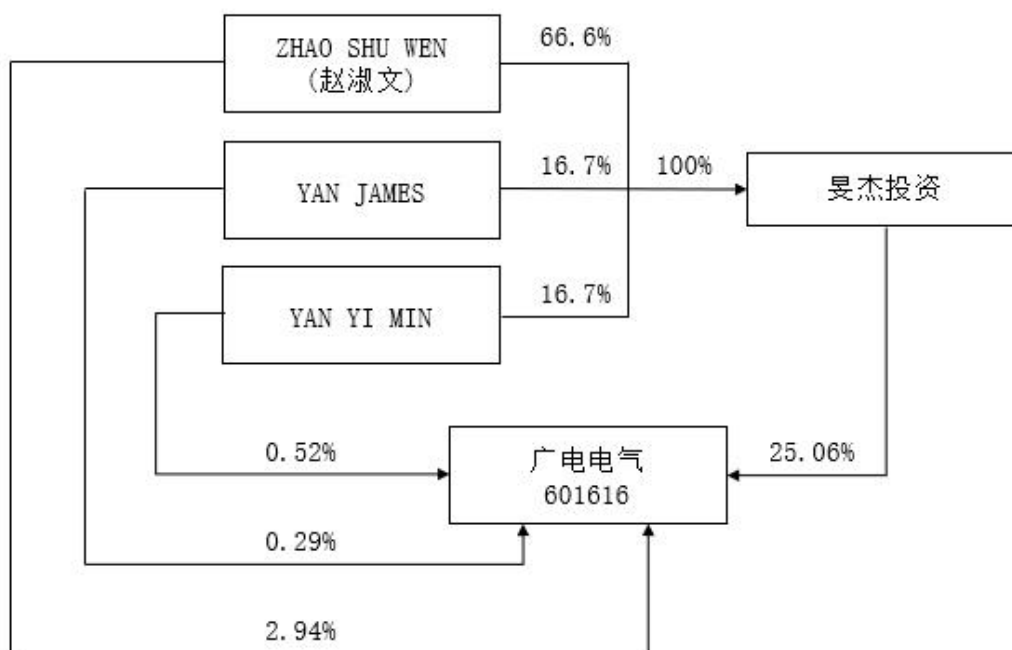 ZHAO SHU WEN
(赵淑文)
66.6%
YAN JAMES
16.7%
100%
旻杰投资
YAN YI MIN
16.7%
0.52%
广电电气
601616
25.06%
0.29%
2.94%